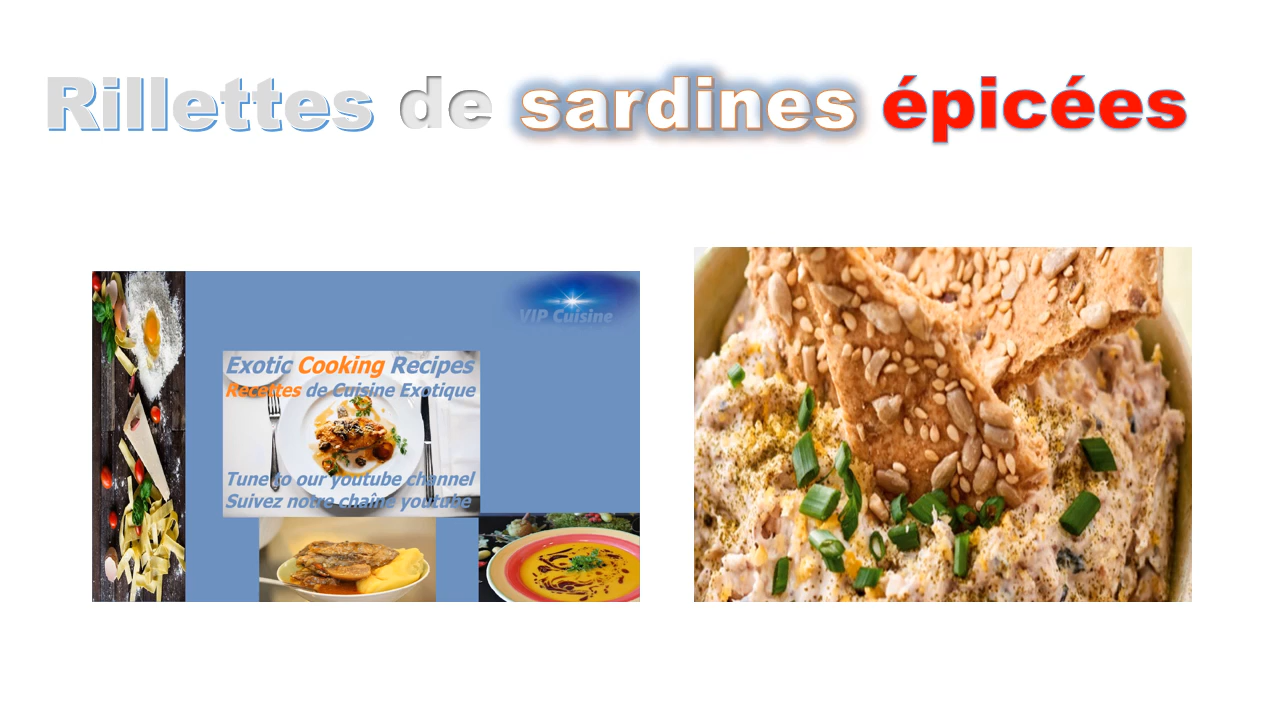 Rillettes de sardines épicées
VIP Cuisine
Exotic Cooking Recipes
Recettes de Cuisine Exotique
Tune to our youtube channel
Suivez notre chaîne youtube